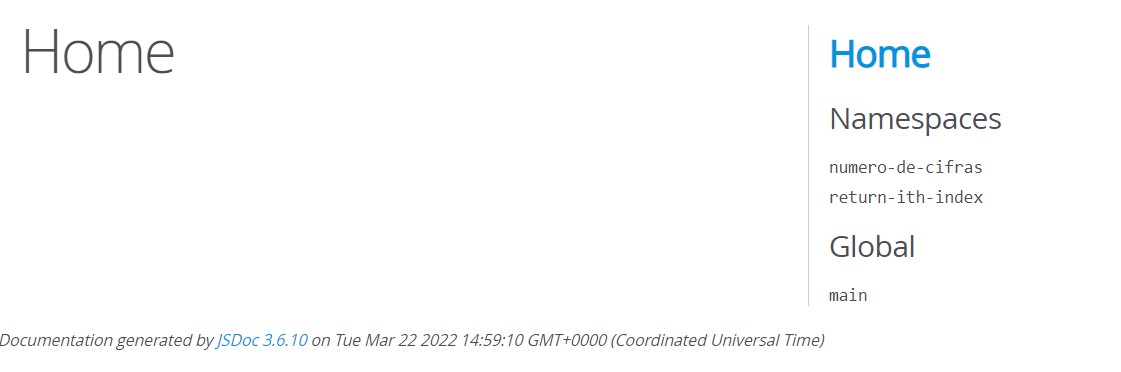 Home
Home
Namespaces
numero-de-cifras
return-ith-index
Global
main
Documentation generated by JSDoc 3.6.10 on Tue Mar 22 2022 14:59:10 GMT+0000 (Coordinated Universal Time)